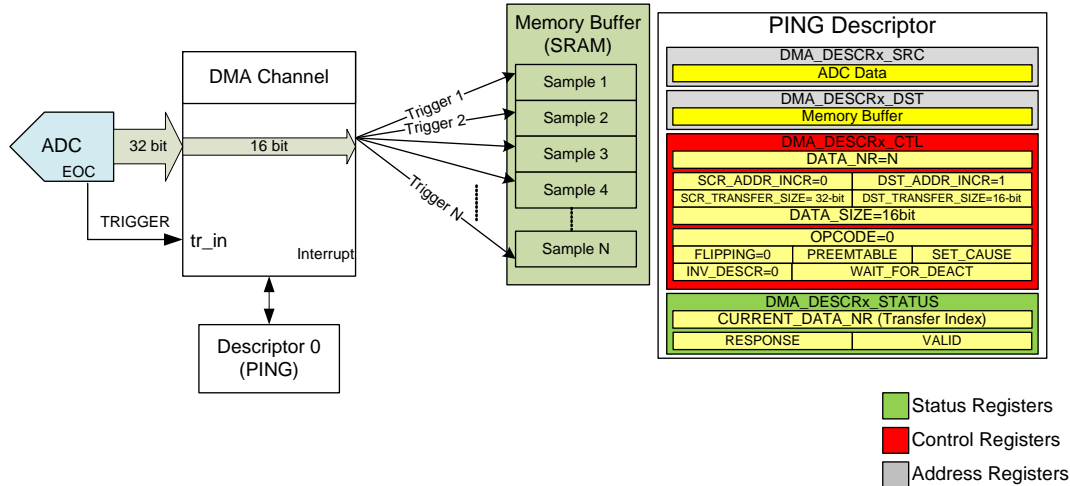 ADC
EOC
32 bit
TRIGGER
DMA Channel
16 bit
tr_in
Interrupt
Descriptor 0
(PING)
Trigger 1
Trigger 2
Trigger N
Memory Buffer
(SRAM)
Sample 1
Sample 2
Sample 3
Sample 4
Sample N
PING Descriptor
DMA_DESCRx_SRC
ADC Data
DMA_DESCRx_DST
Memory Buffer
DMA_DESCRx_CTL
DATA_NR=N
SCR_ADDR_INCR=0 DST_ADDR_INCR=1
SCR_TRANSFER_SIZE= 32-bit DST_TRANSFER_SIZE=16-bit
DATA_SIZE=16bit
OPCODE=0
FLIPPING=0 PREEMTABLE SET_CAUSE
INV_DESCR=0 WAIT_FOR_DEACT
DMA_DESCRx_STATUS
CURRENT_DATA_NR (Transfer Index)
RESPONSE VALID
Status Registers
Control Registers
Address Registers